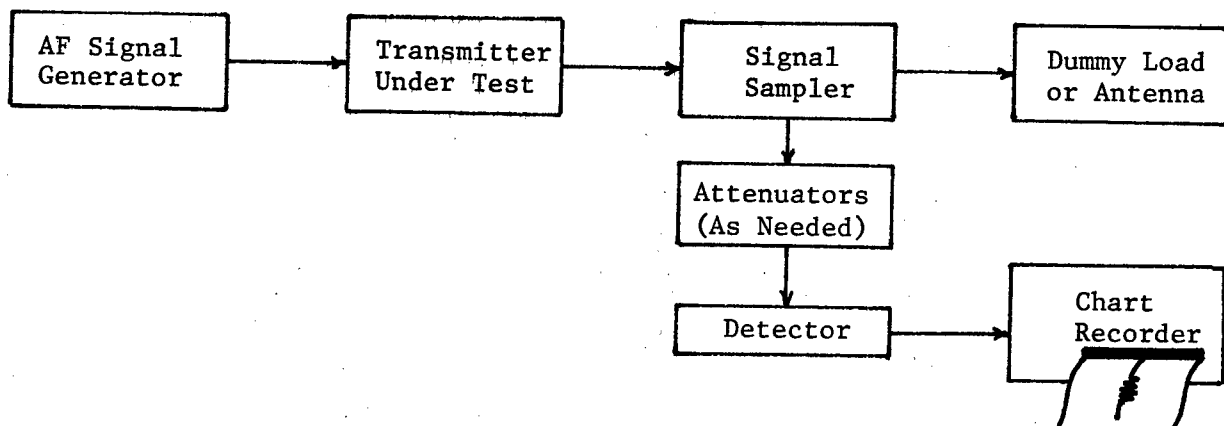 AF Signal
Generator
Transmitter
Under Test
Signal
Sampler
Dummy Load
or Antenna
Attenuators
(As Needed)
Detector
Chart
Recorder